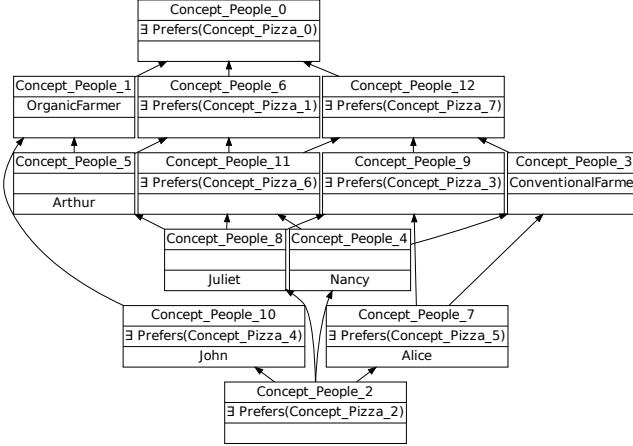 Concept_People_0
∃ Prefers(Concept_Pizza_0)
Concept_People_1
OrganicFarmer
Concept_People_6
∃ Prefers(Concept_Pizza_1)
Concept_People_12
∃ Prefers(Concept_Pizza_7)
Concept_People_5
Arthur
Concept_People_11
∃ Prefers(Concept_Pizza_6)
Concept_People_9
∃ Prefers(Concept_Pizza_3)
Concept_People_3
ConventionalFarme
Concept_People_8
Juliet
Concept_People_4
Nancy
Concept_People_10
∃ Prefers(Concept_Pizza_4)
John
Concept_People_7
∃ Prefers(Concept_Pizza_5)
Alice
Concept_People_2
∃ Prefers(Concept_Pizza_2)